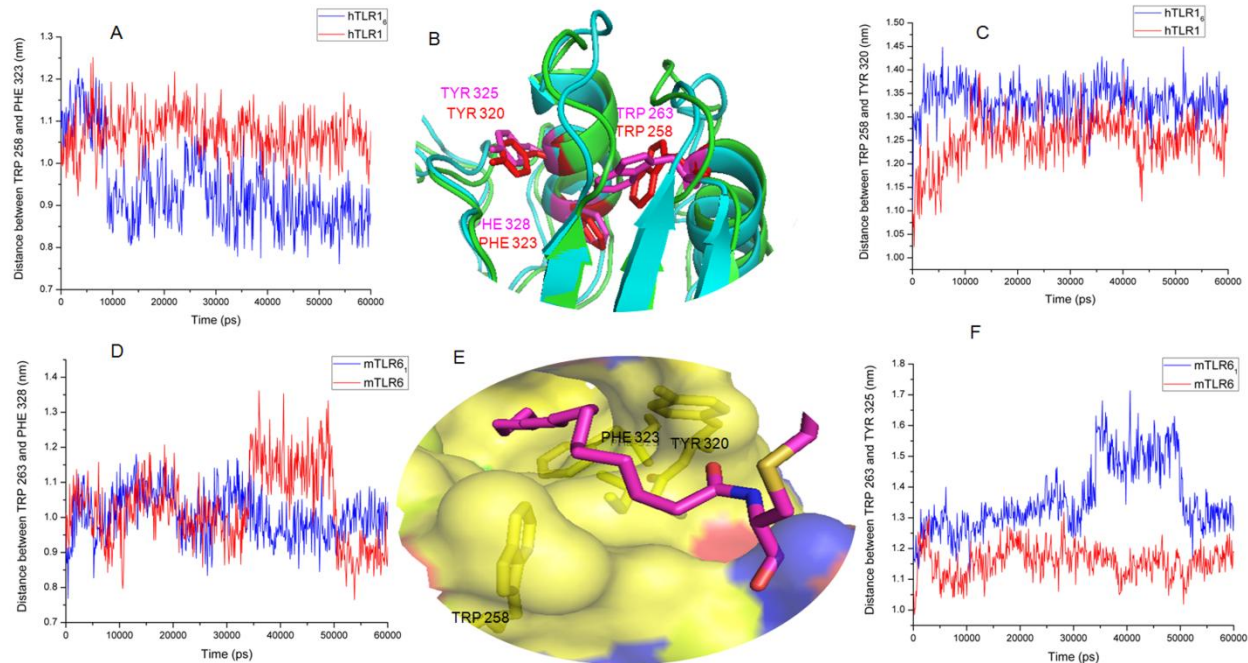 A
hTLR1₆
hTLR1
Distance between TRP 258 and PHE 323 (nm)
1.3
1.2
1.1
1.0
0.9
0.8
0.7
0 10000 20000 30000 40000 50000 60000
Time (ps)
B
TYR 325
TYR 320
TRP 263
TRP 258
HE 328
PHE 323
C
hTLR1₆
hTLR1
Distance between TRP 258 and TYR 320 (nm)
1.50
1.45
1.40
1.35
1.30
1.25
1.20
1.15
1.10
1.05
1.00
0 10000 20000 30000 40000 50000 60000
Time (ps)
D
mTLR6₁
mTLR6
Distance between TRP 263 and PHE 328 (nm)
1.4
1.3
1.2
1.1
1.0
0.9
0.8
0.7
0 10000 20000 30000 40000 50000 60000
Time (ps)
E
PHE 323
TYR 320
TRP 258
F
mTLR6₁
mTLR6
Distance between TRP 263 and TYR 325 (nm)
1.8
1.7
1.6
1.5
1.4
1.3
1.2
1.1
1.0
0 10000 20000 30000 40000 50000 60000
Time (ps)